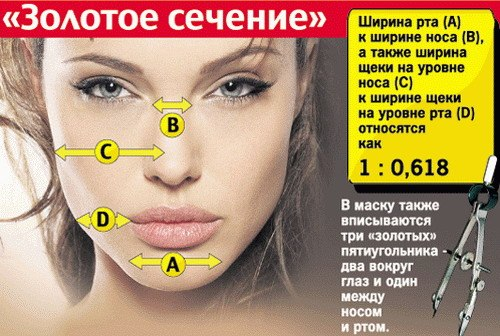 «Золотое сечение»
Ширина рта (А)
к ширине носа (В),
а также ширина
щеки на уровне
носа (С)
к ширине щеки
на уровне рта (D)
относятся
как
1 : 0,618
B
C
D
A
В маску также
вписываются
три «золотых»
пятиугольника -
два вокруг
глаз и один
между
носом
и ртом.